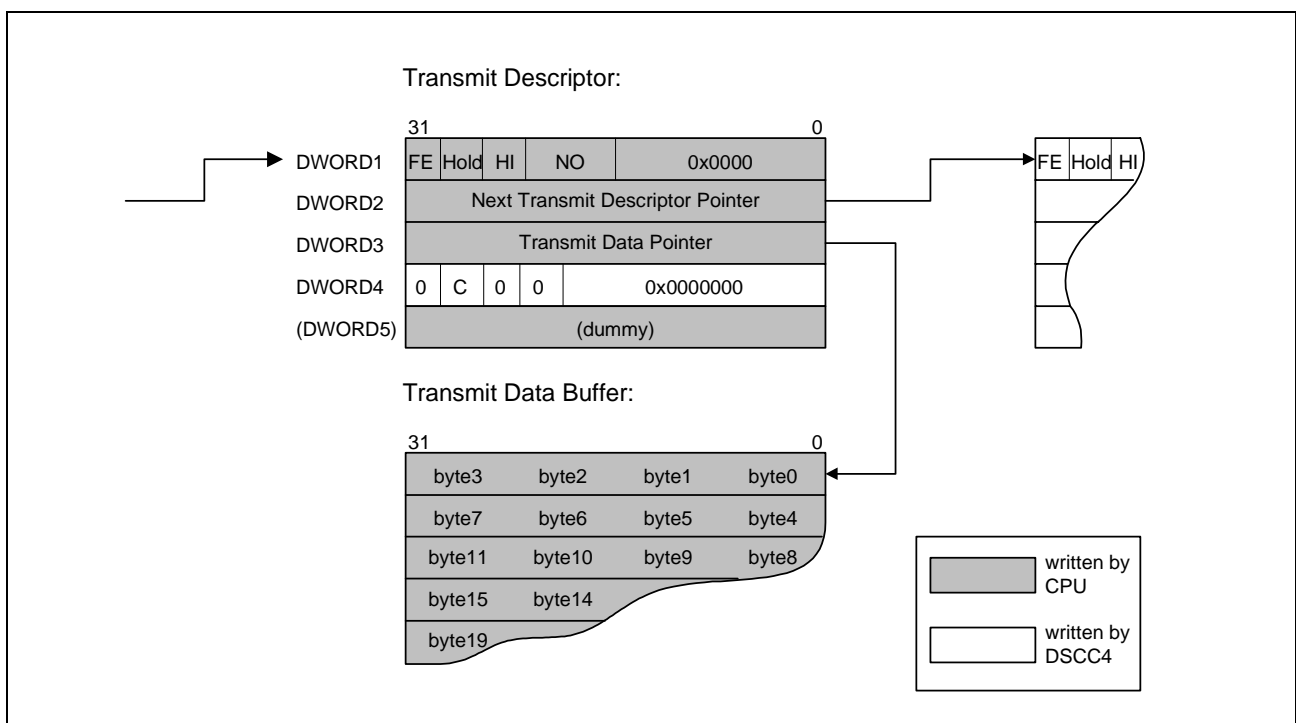 Transmit Descriptor:
31 0
DWORD1 FE Hold HI NO 0x0000 FE Hold HI
DWORD2 Next Transmit Descriptor Pointer
DWORD3 Transmit Data Pointer
DWORD4 0 C 0 0 0x0000000
(DWORD5) (dummy)
Transmit Data Buffer:
31 0
byte3 byte2 byte1 byte0
byte7 byte6 byte5 byte4
byte11 byte10 byte9 byte8
byte15 byte14
byte19
written by
CPU
written by
DSCC4